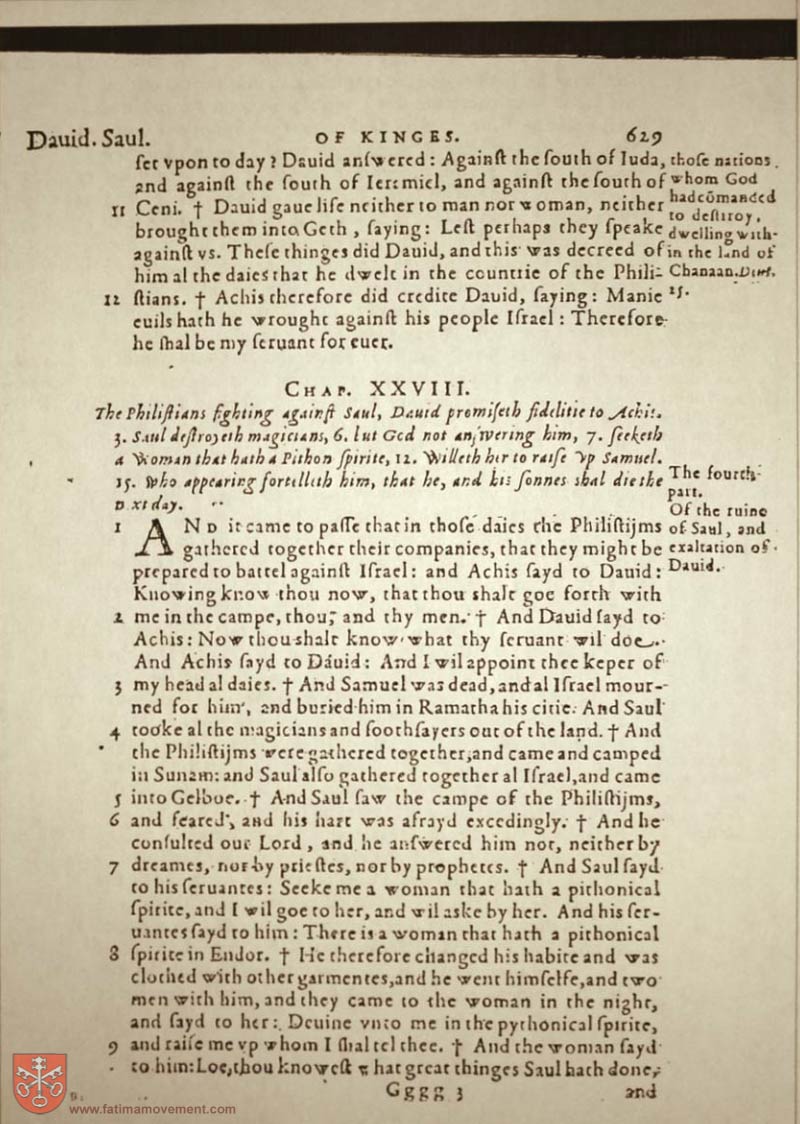 Dauid. Saul. OF KINGES. 629
ſet vpon to day? Dauid anſwered: Againſt the ſouth of Iuda,
and againſt the ſouth of Ieramiel, and againſt the ſouth of
11 Ceni. † Dauid gaue life neither to man nor woman, neither
brought them into Geth, ſaying: Leſt perhaps they ſpeake
againſt vs. Theſe thinges did Dauid, and this was decreed of
him al the daies that he dwelt in the countrie of the Phili-
12 ſtians. † Achis therefore did credite Dauid, ſaying: Manie
euils hath he wrought againſt his people Iſrael: Therefore
he ſhal be my ſeruant for euer.
thoſe nations
whom God
had cōmanded
to deſtroy,
dwelling with-
in the land of
Chanaan. Deut.
25.
CHAP. XXVIII.
The Philiſtians fighting againſt Saul, Dauid promiſeth fidelitie to Achis.
3. Saul deſtroyeth magicians, 6. but God not anſwering him, 7. ſeeketh
a Woman that hath a Pithon ſpirite, 12. Willeth her to raiſe vp Samuel.
15. Who appearing foretelleth him, that he, and his ſonnes shal die the
next day.
The fourth
part.
Of the ruine
of Saul, and
exaltation of
Dauid.
1 AND it came to paſſe that in thoſe daies the Philiſtijms
gathered together their companies, that they might be
prepared to battel againſt Iſrael: and Achis ſayd to Dauid:
Knowing know thou now, that thou shalt goe forth with
2 me in the campe, thou, and thy men. † And Dauid ſayd to
Achis: Now thou shalt know what thy ſeruant wil doe.
And Achis ſayd to Dauid: And I wil appoint thee keper of
3 my head al daies. † And Samuel was dead, and al Iſrael mour-
ned for him, and buried him in Ramatha his citie. And Saul
4 tooke al the magicians and ſoothſayers out of the land. † And
the Philiſtijms were gathered together, and came and camped
in Sunam: and Saul alſo gathered together al Iſrael, and came
5 into Gelboe. † And Saul ſaw the campe of the Philiſtijms,
6 and feared, and his hart was afrayd excedingly. † And he
conſulted our Lord, and he anſwered him not, neither by
7 dreames, nor by prieſtes, nor by prophetes. † And Saul ſayd
to his ſeruantes: Seeke me a woman that hath a pithonical
ſpirite, and I wil goe to her, and wil aske by her. And his ſer-
uantes ſayd to him: There is a woman that hath a pithonical
8 ſpirite in Endor. † He therefore changed his habite and was
clothed with other garmentes, and he went himſelfe, and two
men with him, and they came to the woman in the night,
and ſayd to her: Deuine vnto me in the pythonical ſpirite,
9 and raiſe me vp whom I ſhal tel thee. † And the woman ſayd
to him: Loe, thou knoweſt what great thinges Saul hath done,
Gggg 3 and
www.fatimamovement.com